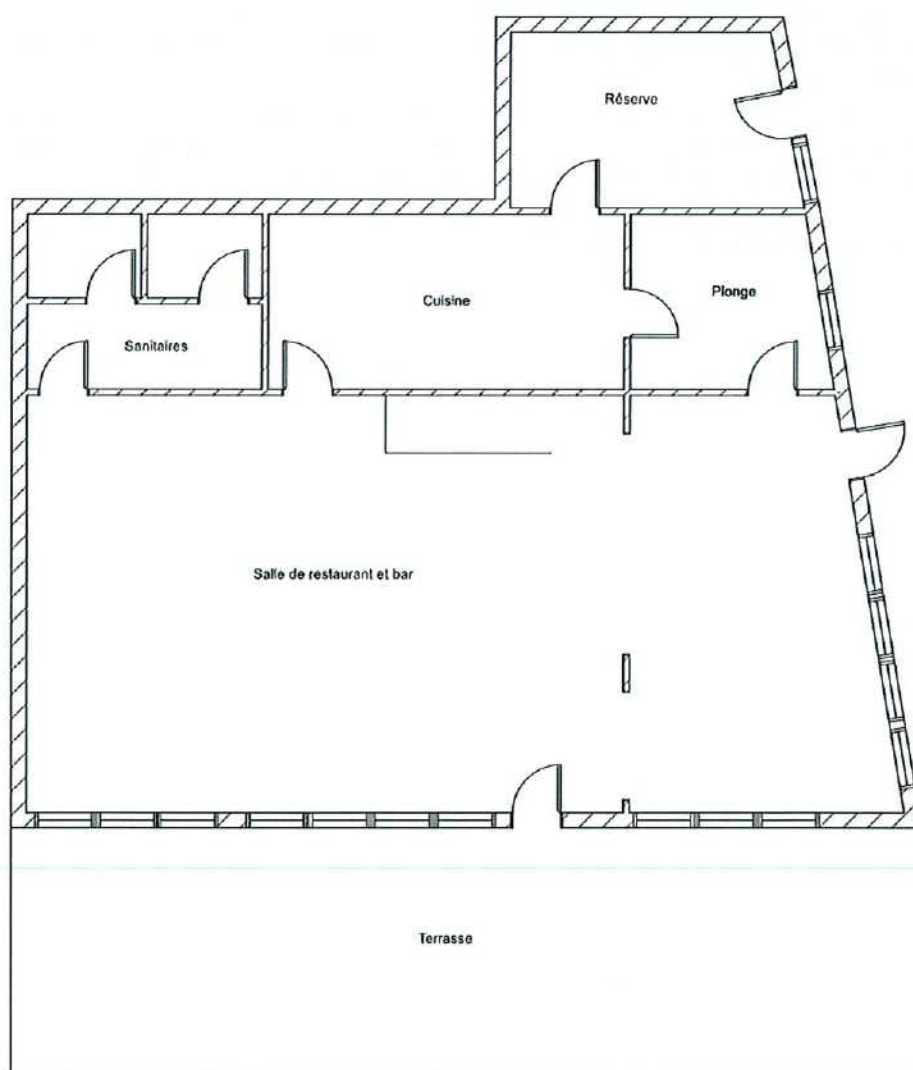 Réserve
Cuisine
Plonge
Sanitaires
Salle de restaurant et bar
Terrasse